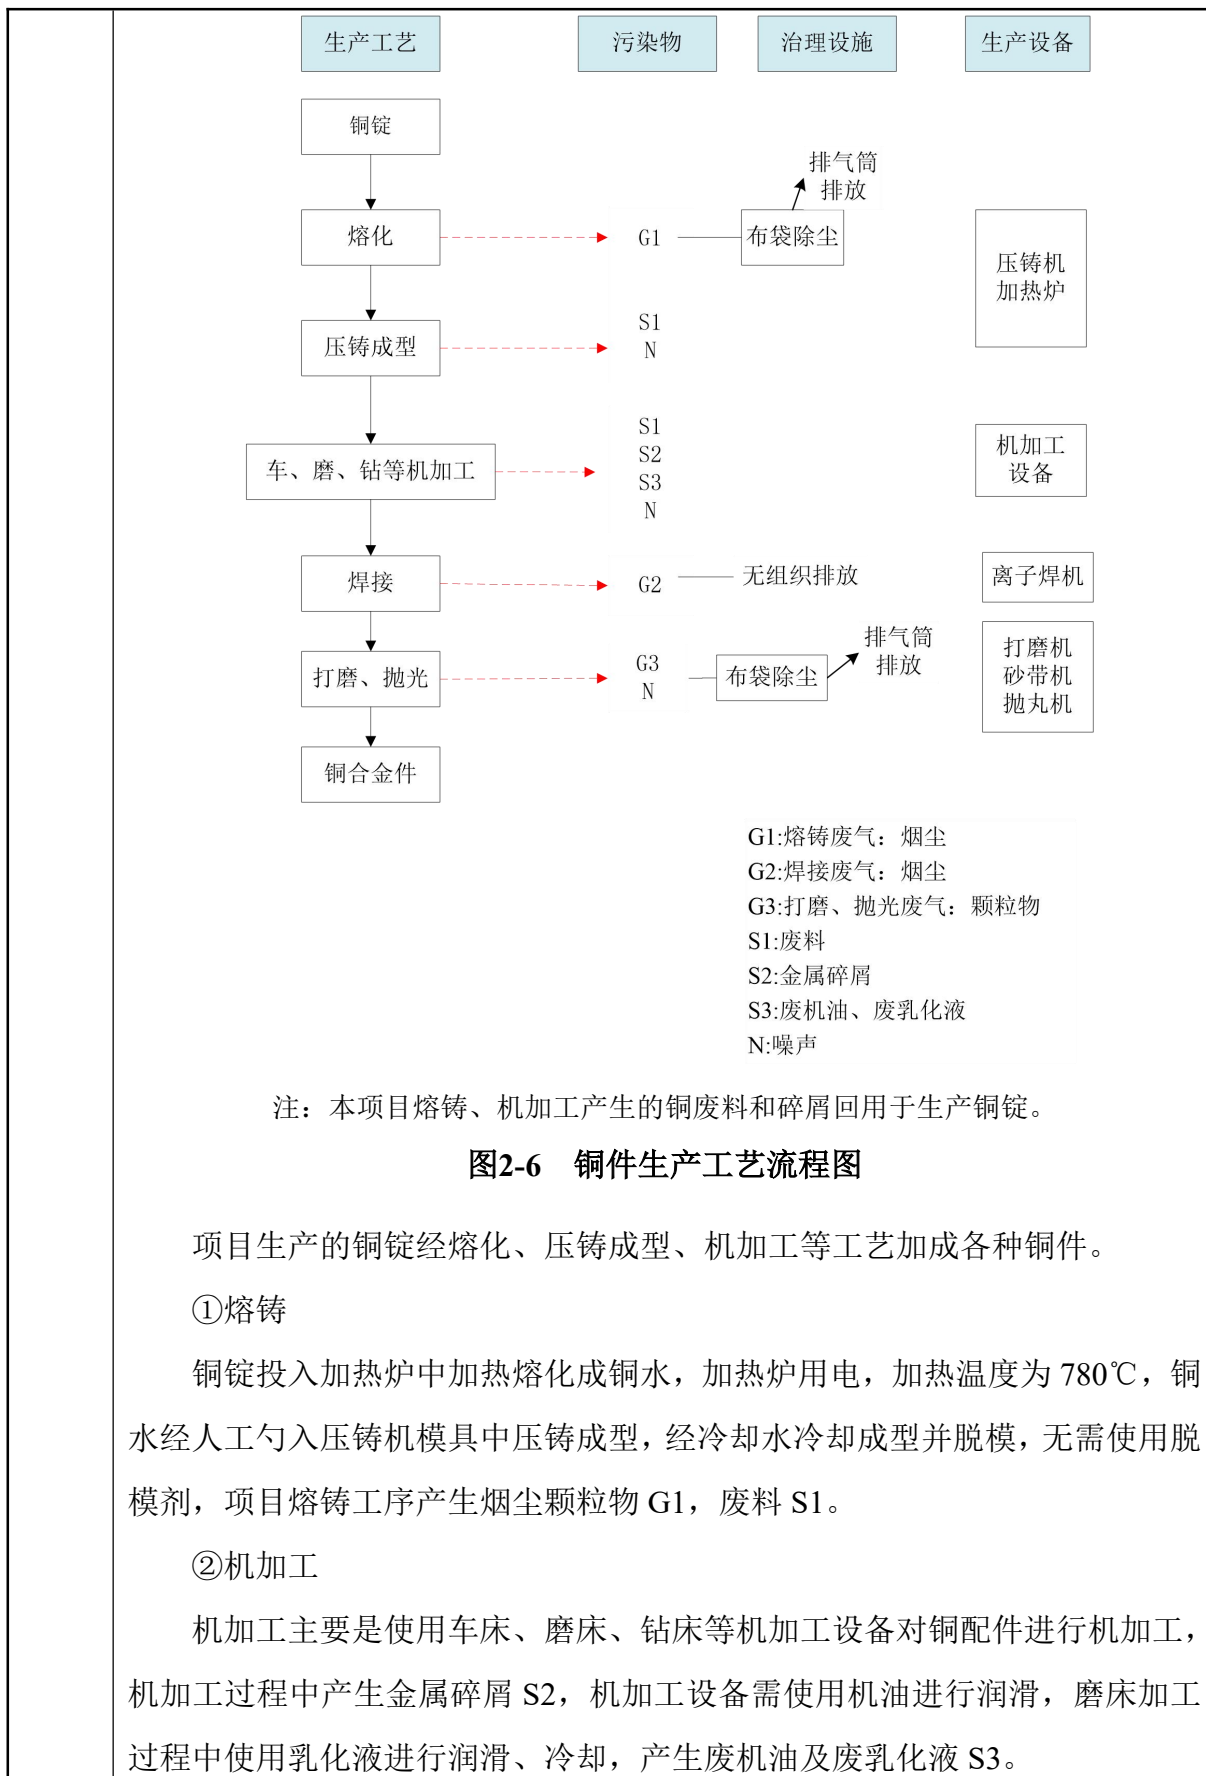 生产工艺
污染物
治理设施
生产设备
铜锭
排气筒
排放
熔化
G1
布袋除尘
压铸机
加热炉
压铸成型
S1
N
车、磨、钻等机加工
S1
S2
S3
N
机加工
设备
焊接
G2
无组织排放
离子焊机
打磨、抛光
G3
N
布袋除尘
排气筒
排放
打磨机
砂带机
抛丸机
铜合金件
G1:熔铸废气：烟尘
G2:焊接废气：烟尘
G3:打磨、抛光废气：颗粒物
S1:废料
S2:金属碎屑
S3:废机油、废乳化液
N:噪声
注：本项目熔铸、机加工产生的铜废料和碎屑回用于生产铜锭。
图2-6 铜件生产工艺流程图
项目生产的铜锭经熔化、压铸成型、机加工等工艺加成各种铜件。
①熔铸
铜锭投入加热炉中加热熔化成铜水，加热炉用电，加热温度为 780℃，铜
水经人工勺入压铸机模具中压铸成型，经冷却水冷却成型并脱模，无需使用脱
模剂，项目熔铸工序产生烟尘颗粒物 G1，废料 S1。
②机加工
机加工主要是使用车床、磨床、钻床等机加工设备对铜配件进行机加工，
机加工过程中产生金属碎屑 S2，机加工设备需使用机油进行润滑，磨床加工
过程中使用乳化液进行润滑、冷却，产生废机油及废乳化液 S3。